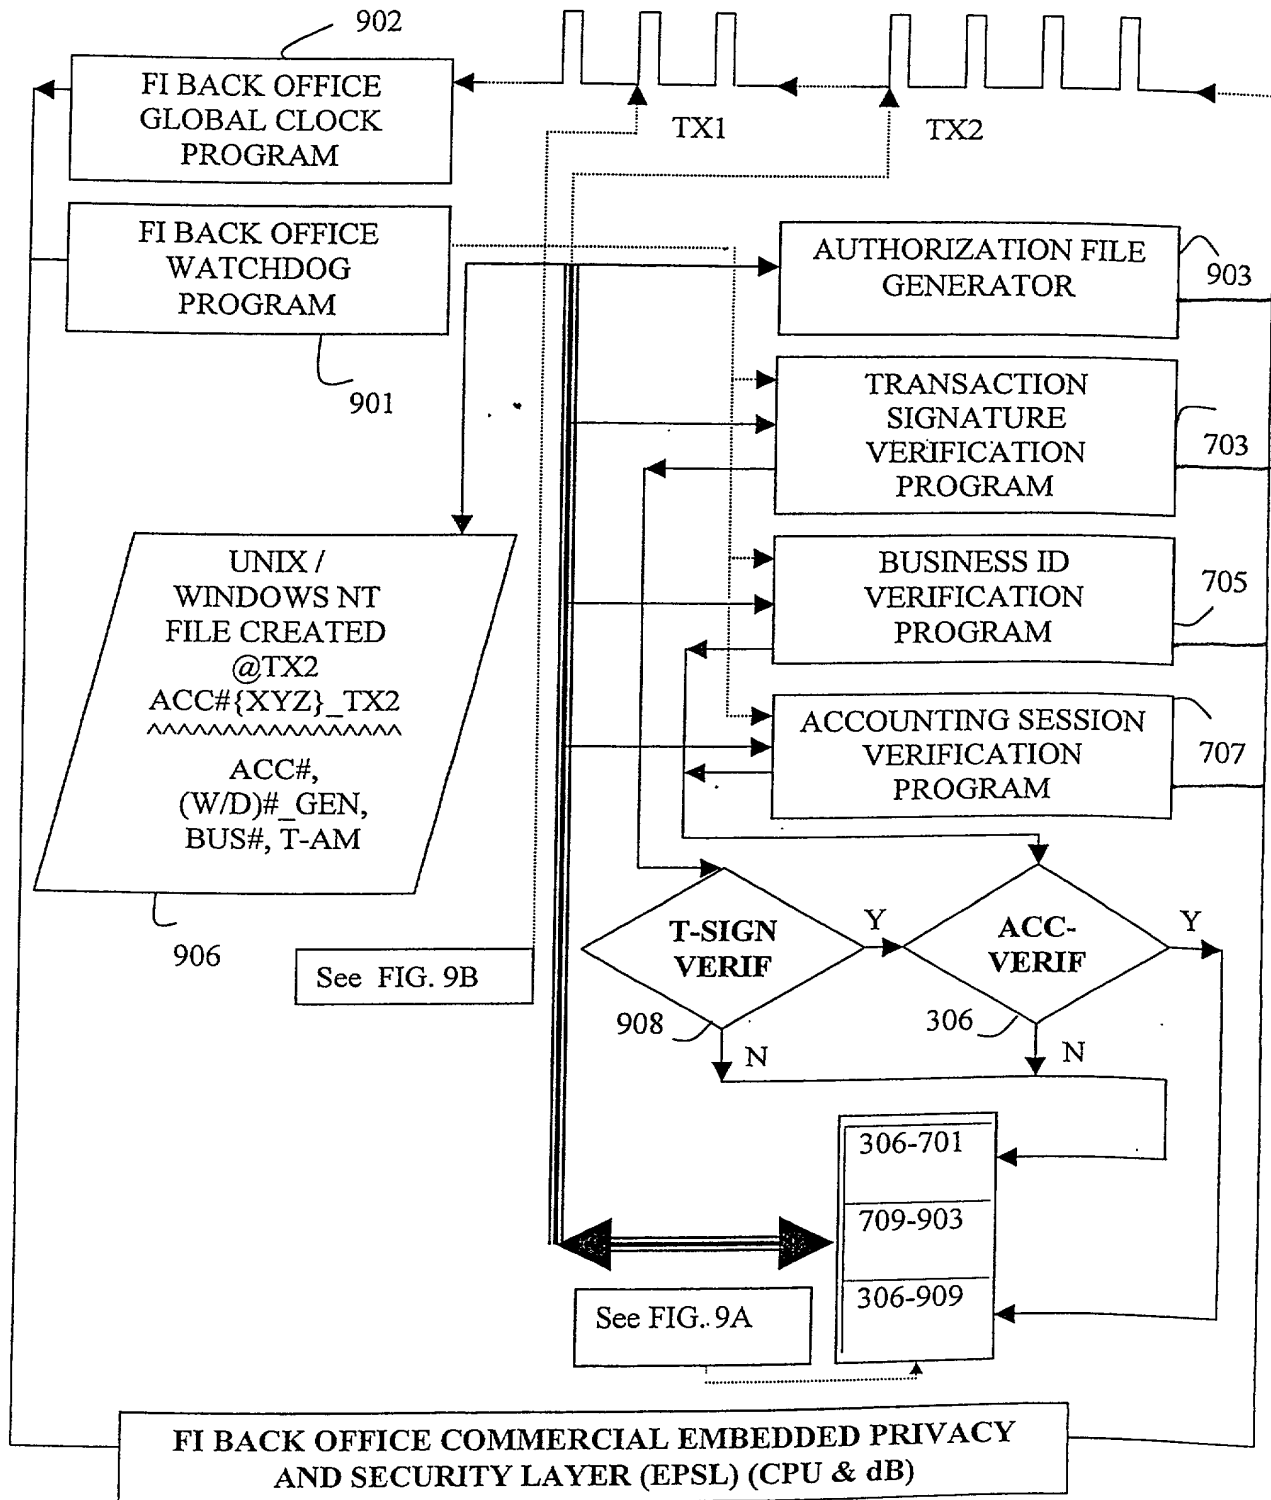 902
FI BACK OFFICE
GLOBAL CLOCK
PROGRAM
TX1
TX2
FI BACK OFFICE
WATCHDOG
PROGRAM
901
AUTHORIZATION FILE
GENERATOR
903
TRANSACTION
SIGNATURE
VERIFICATION
PROGRAM
703
UNIX /
WINDOWS NT
FILE CREATED
@TX2
ACC#{XYZ}_TX2
^^^^^^^^^^^^^^^^^
ACC#,
(W/D)#_GEN,
BUS#, T-AM
906
BUSINESS ID
VERIFICATION
PROGRAM
705
ACCOUNTING SESSION
VERIFICATION
PROGRAM
707
See FIG. 9B
T-SIGN
VERIF
Y
908
N
ACC-
VERIF
Y
306
N
306-701
709-903
306-909
See FIG. 9A
FI BACK OFFICE COMMERCIAL EMBEDDED PRIVACY
AND SECURITY LAYER (EPSL) (CPU & dB)